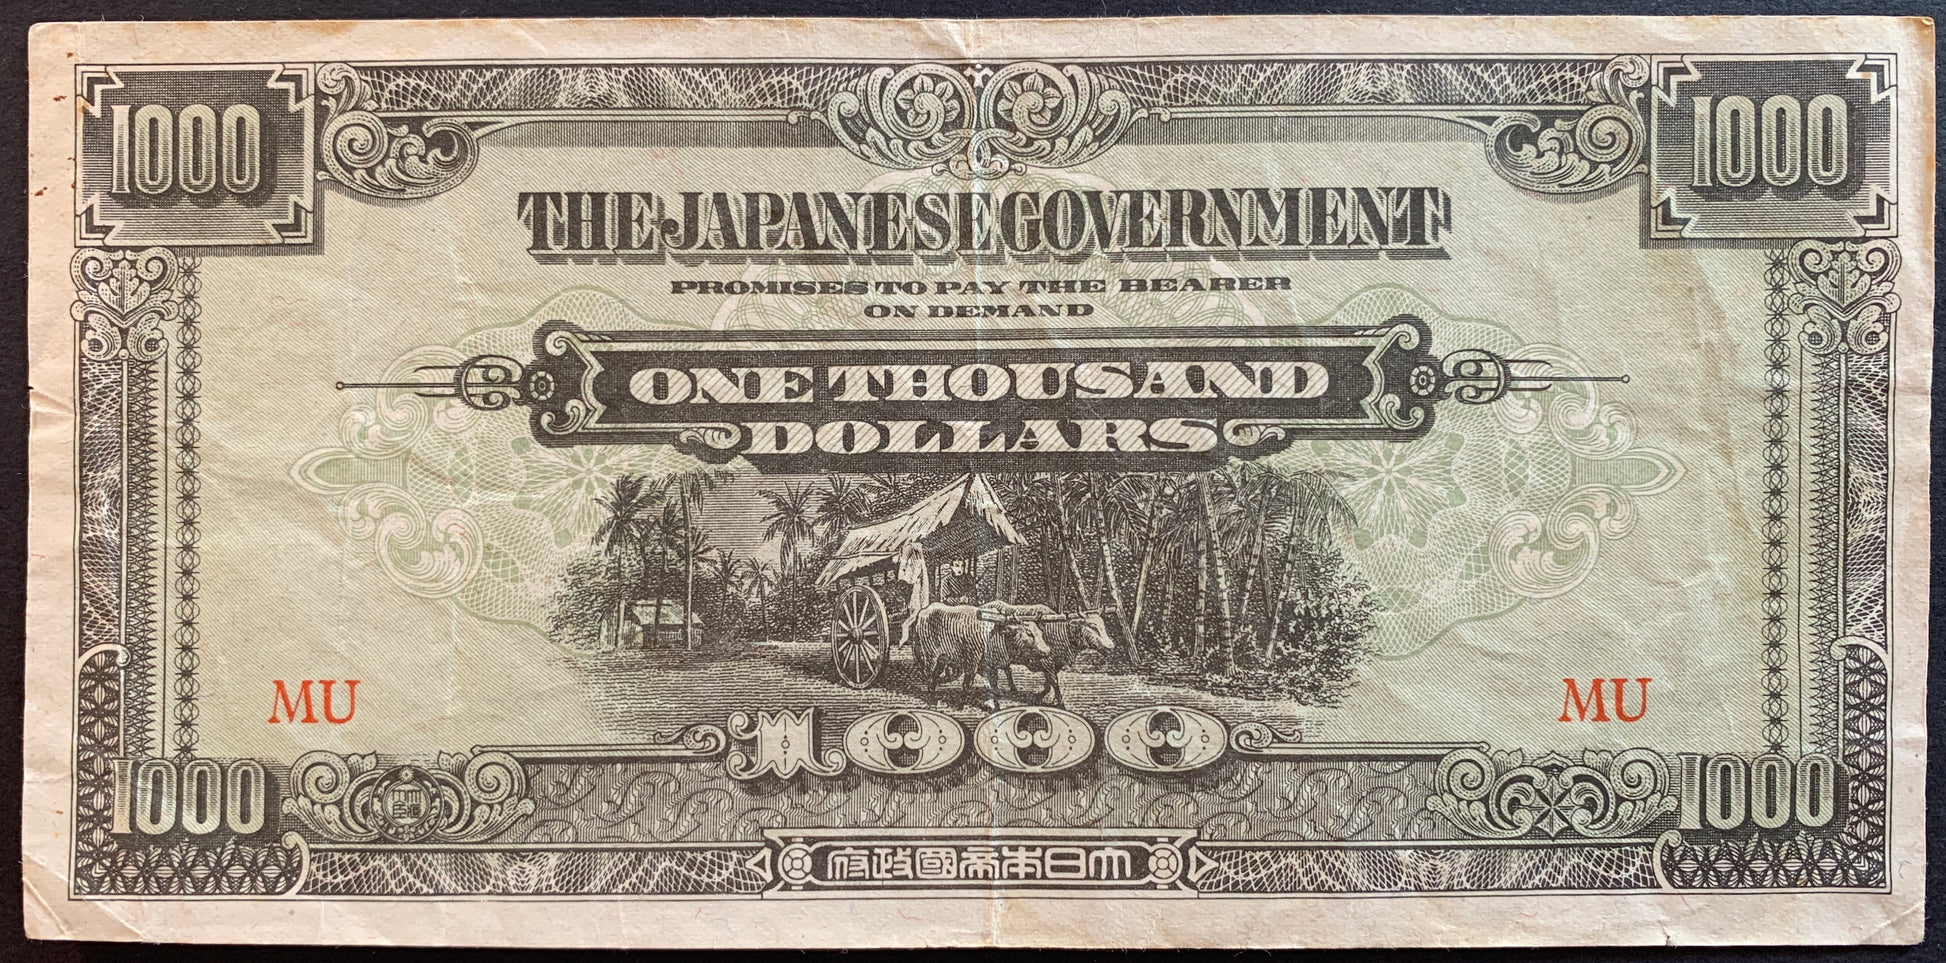 1000 1000
THE JAPANESE GOVERNMENT
PROMISES TO PAY THE BEARER
ON DEMAND
ONE THOUSAND
DOLLARS
MU MU
1000
1000 1000
府政國帝本日大